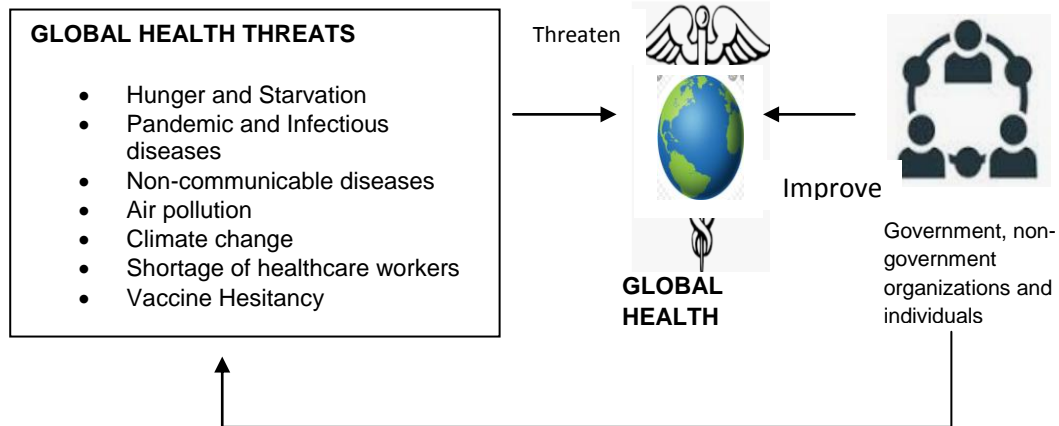 GLOBAL HEALTH THREATS
• Hunger and Starvation
• Pandemic and Infectious
diseases
• Non-communicable diseases
• Air pollution
• Climate change
• Shortage of healthcare workers
• Vaccine Hesitancy
Threaten
GLOBAL
HEALTH
Improve
Government, non-
government
organizations and
individuals